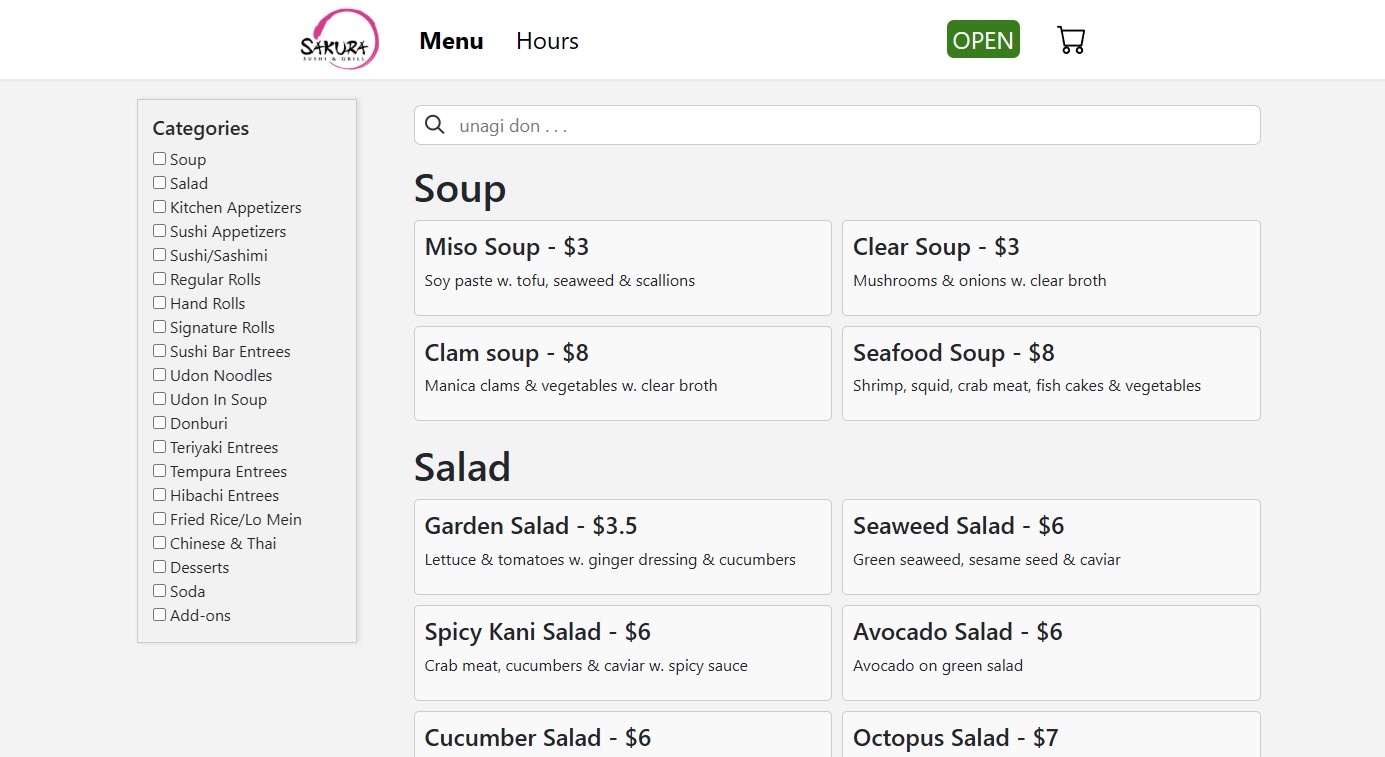 SAKURA
SUSHI & GRILL
Menu
Hours
OPEN
Categories
Soup
Salad
Kitchen Appetizers
Sushi Appetizers
Sushi/Sashimi
Regular Rolls
Hand Rolls
Signature Rolls
Sushi Bar Entrees
Udon Noodles
Udon In Soup
Donburi
Teriyaki Entrees
Tempura Entrees
Hibachi Entrees
Fried Rice/Lo Mein
Chinese & Thai
Desserts
Soda
Add-ons
unagi don . . .
Soup
Miso Soup - $3
Soy paste w. tofu, seaweed & scallions
Clear Soup - $3
Mushrooms & onions w. clear broth
Clam soup - $8
Manica clams & vegetables w. clear broth
Seafood Soup - $8
Shrimp, squid, crab meat, fish cakes & vegetables
Salad
Garden Salad - $3.5
Lettuce & tomatoes w. ginger dressing & cucumbers
Seaweed Salad - $6
Green seaweed, sesame seed & caviar
Spicy Kani Salad - $6
Crab meat, cucumbers & caviar w. spicy sauce
Avocado Salad - $6
Avocado on green salad
Cucumber Salad - $6
Octopus Salad - $7